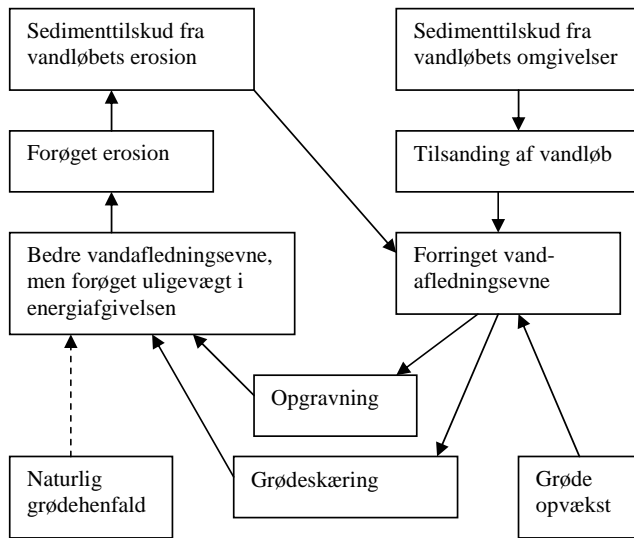 Sedimenttilskud fra
vandløbets erosion
Sedimenttilskud fra
vandløbets omgivelser
Forøget erosion
Tilsanding af vandløb
Bedre vandafledningsevne,
men forøget uligevægt i
energiafgivelsen
Forringet vand-
afledningsevne
Opgravning
Naturlig
grødehenfald
Grødeskæring
Grøde
opvækst